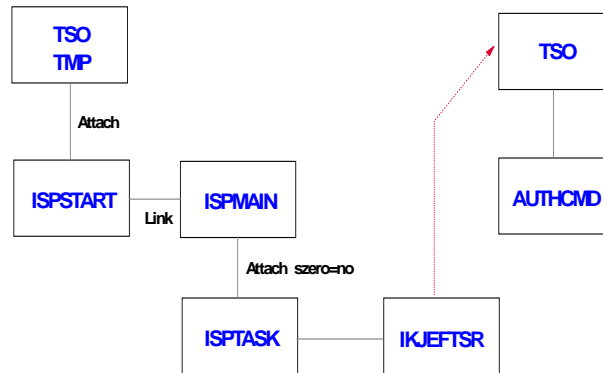 TSO
TMP
TSO
Attach
ISPSTART
Link
ISPMAIN
AUTHCMD
Attach szero=no
ISPTASK
IKJEFTSR